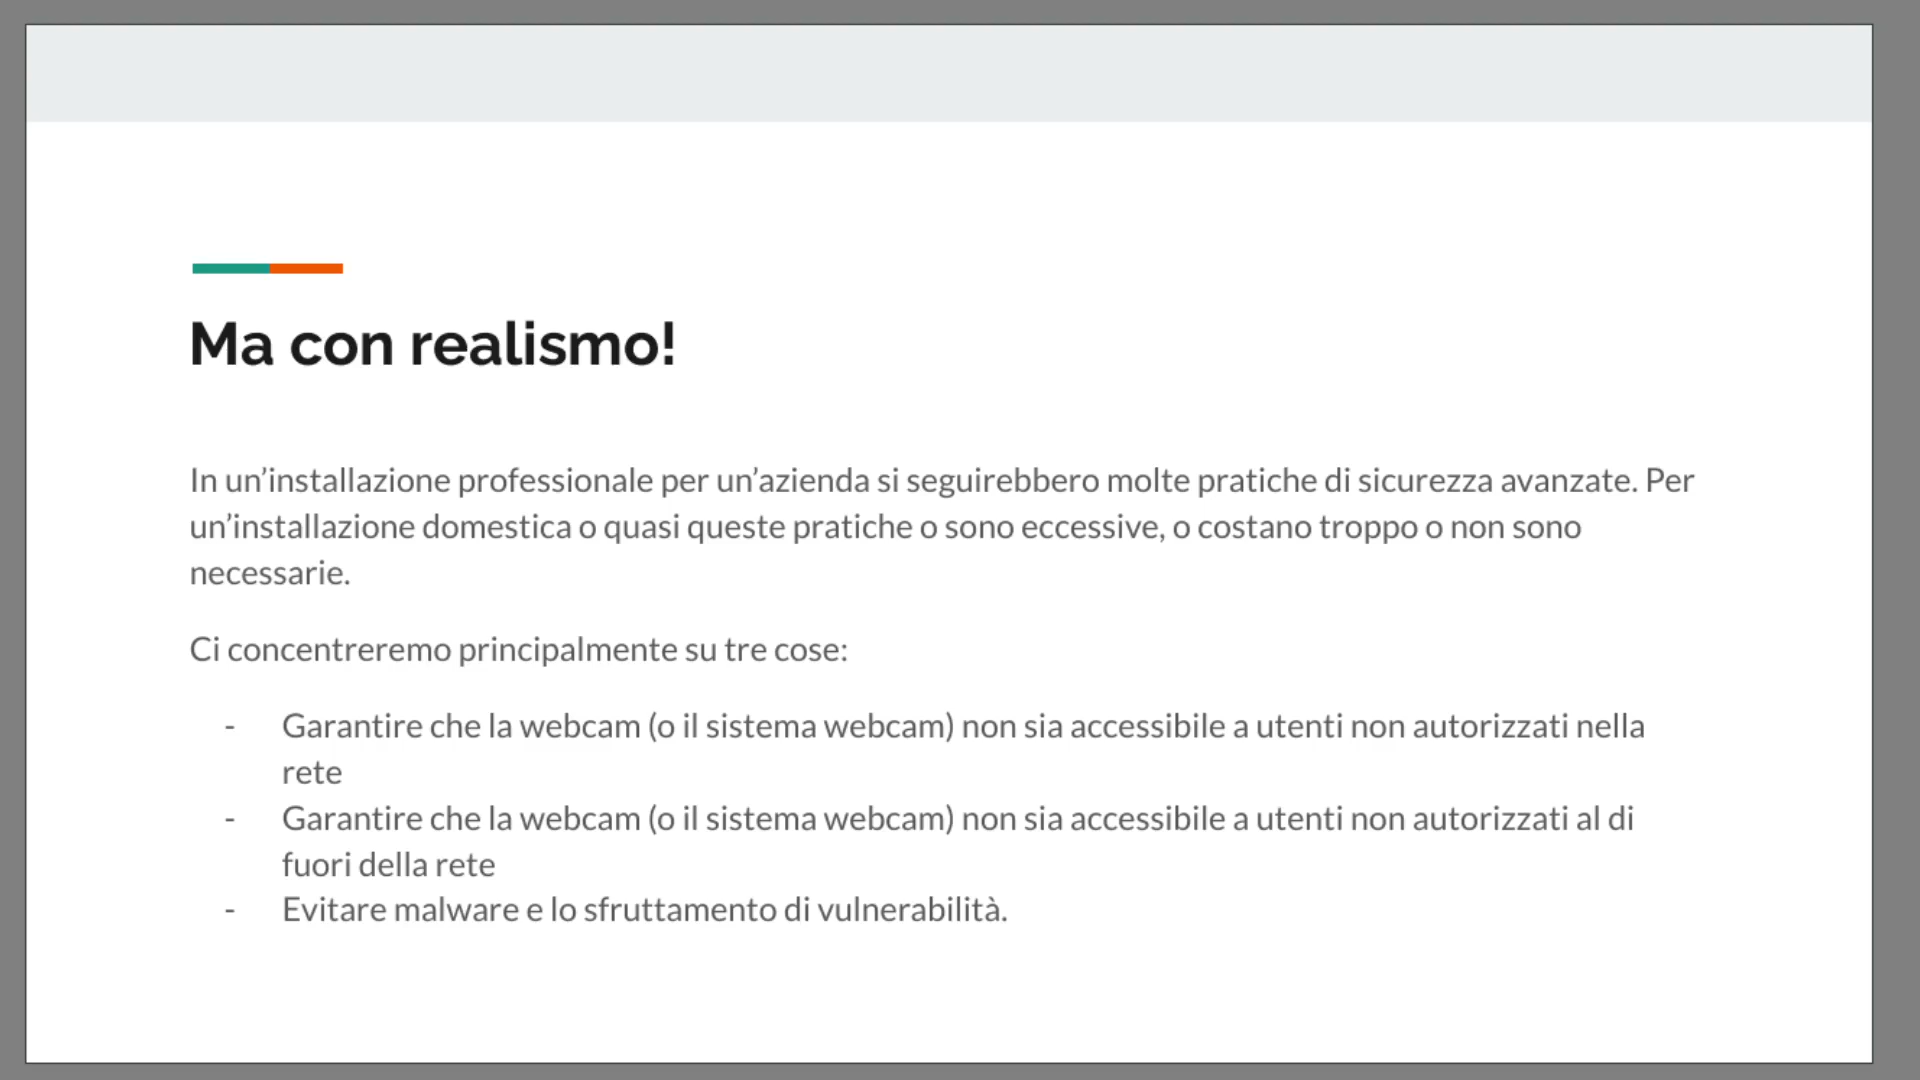 Ma con realismo!
In un’installazione professionale per un’azienda si seguirebbero molte pratiche di sicurezza avanzate. Per
un’installazione domestica o quasi queste pratiche o sono eccessive, o costano troppo o non sono
necessarie.
Ci concentreremo principalmente su tre cose:
- Garantire che la webcam (o il sistema webcam) non sia accessibile a utenti non autorizzati nella
rete
- Garantire che la webcam (o il sistema webcam) non sia accessibile a utenti non autorizzati al di
fuori della rete
- Evitare malware e lo sfruttamento di vulnerabilità.